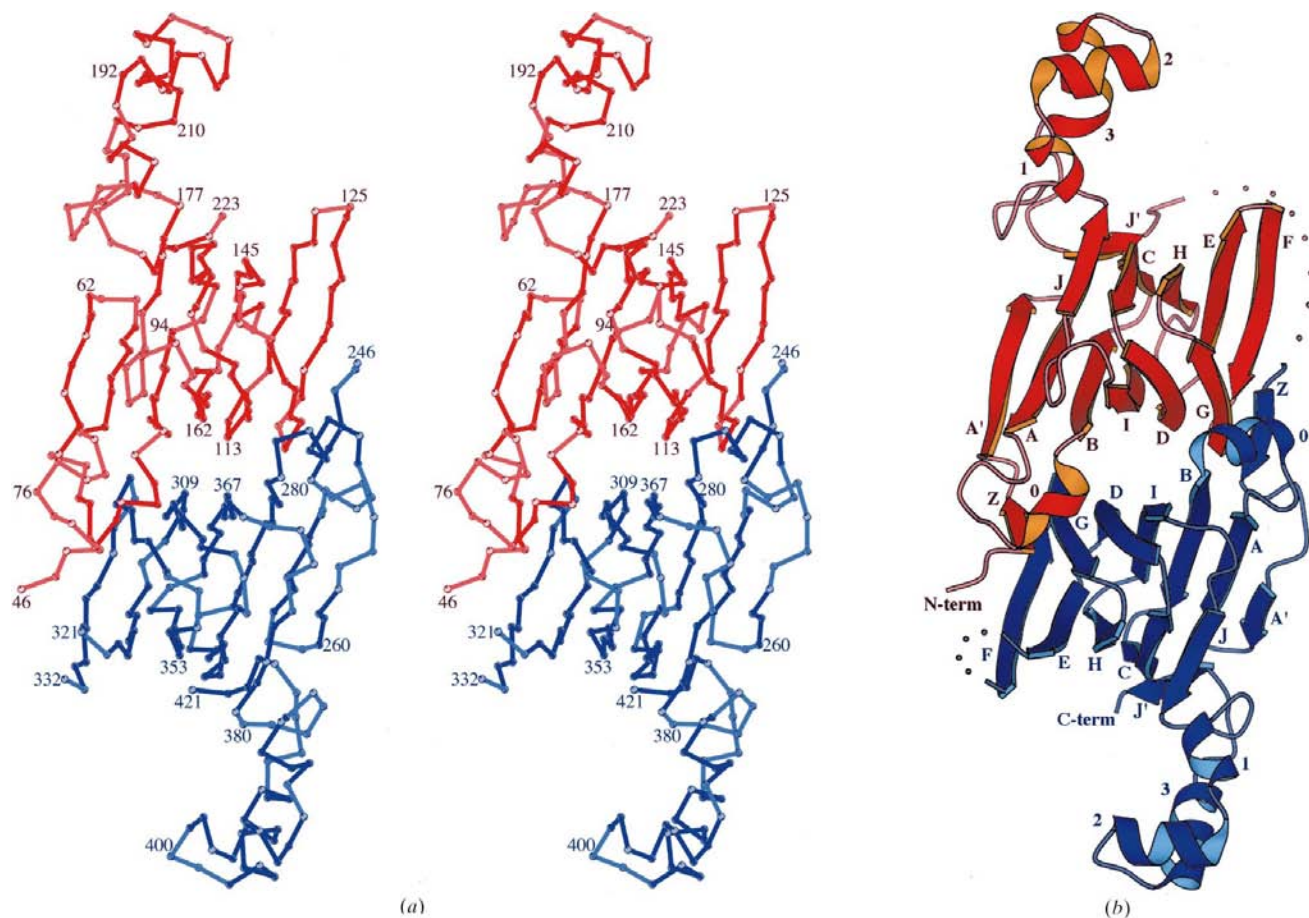 192
210
177
223
125
145
62
94
246
162
113
76
309
367
280
46
321
353
260
332
421
380
400
192
210
177
223
125
145
62
94
246
162
113
76
309
367
280
46
321
353
260
332
421
380
400
(a)
2
3
1
J'
E
F
C
H
J
Z
G
0
A'
A
B
I
D
B
Z
0
G
D
I
A
N-term
A'
J
F
E
H
C
C-term
J'
1
3
2
(b)